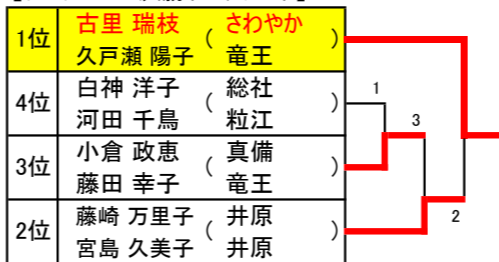 1位 古里 瑞枝 ( さわやか )
久戸瀬 陽子 竜王
4位 白神 洋子 ( 総社 )
河田 千鳥 粒江
1
3
3位 小倉 政恵 ( 真備 )
藤田 幸子 竜王
2位 藤崎 万里子 ( 井原 )
宮島 久美子 井原
2